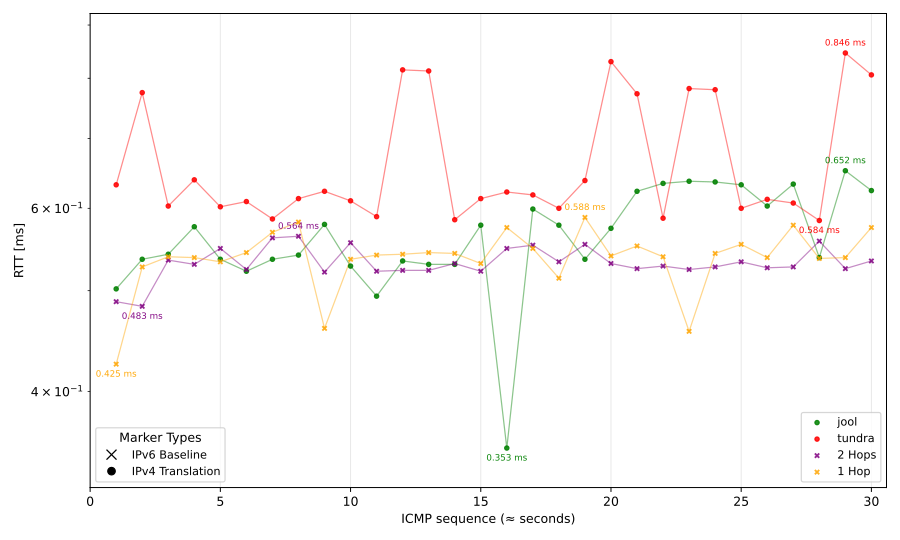 0.846 ms
0.652 ms
6 × 10⁻¹
0.588 ms
0.564 ms
0.584 ms
RTT [ms]
0.483 ms
0.425 ms
4 × 10⁻¹
0.353 ms
Marker Types
IPv6 Baseline
IPv4 Translation
jool
tundra
2 Hops
1 Hop
0 5 10 15 20 25 30
ICMP sequence (≈ seconds)